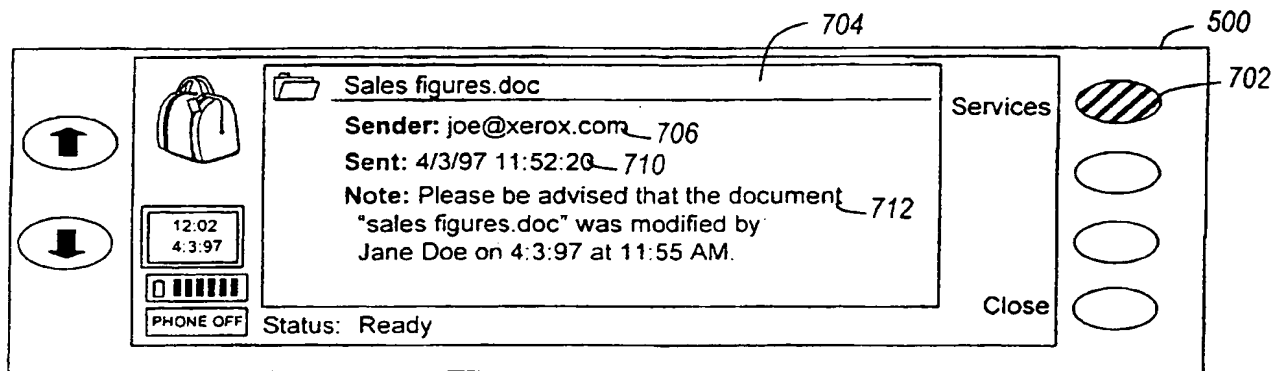 704
500
702
Sales figures.doc
Services
Sender: joe@xerox.com 706
Sent: 4/3/97 11:52:20 710
Note: Please be advised that the document 712
"sales figures.doc" was modified by
Jane Doe on 4:3:97 at 11:55 AM.
12:02
4:3:97
PHONE OFF
Status: Ready
Close